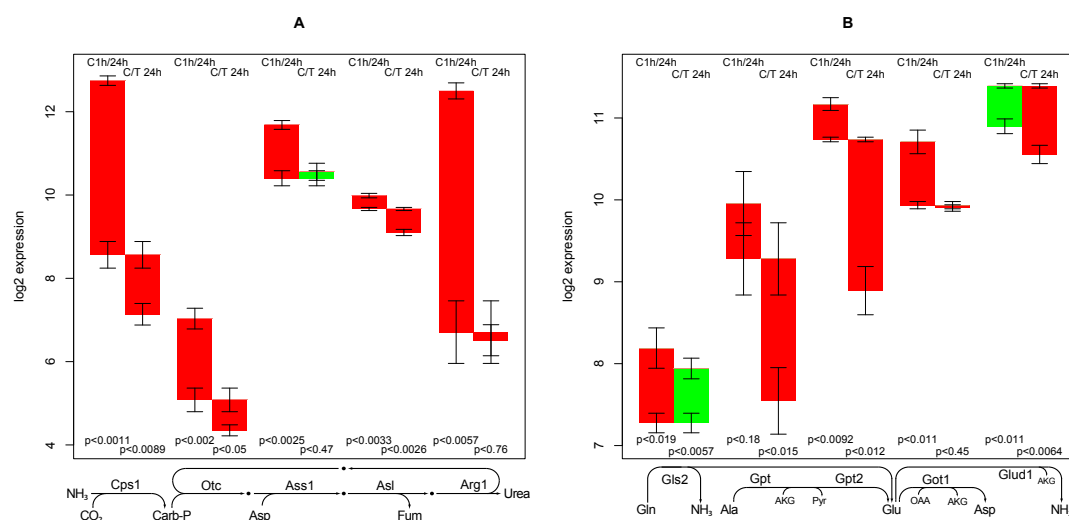 A
B
C1h/24h C1h/24h C1h/24h C1h/24h C1h/24h
C/T 24h C/T 24h C/T 24h C/T 24h C/T 24h
log2 expression
12
10
8
6
4
p<0.0011 p<0.002 p<0.0025 p<0.0033 p<0.0057
p<0.0089 p<0.05 p<0.47 p<0.0026 p<0.76
NH₃ Cps1 Otc Ass1 Asl Arg1 Urea
CO₂ Carb-P Asp Fum
C1h/24h C1h/24h C1h/24h C1h/24h C1h/24h
C/T 24h C/T 24h C/T 24h C/T 24h C/T 24h
log2 expression
11
10
9
8
7
p<0.019 p<0.18 p<0.0092 p<0.011 p<0.011
p<0.0057 p<0.015 p<0.012 p<0.45 p<0.0064
Gls2 Gpt Gpt2 Got1 Glud1
AKG Pyr OAA AKG AKG
Gln NH₃ Ala Glu Asp NH